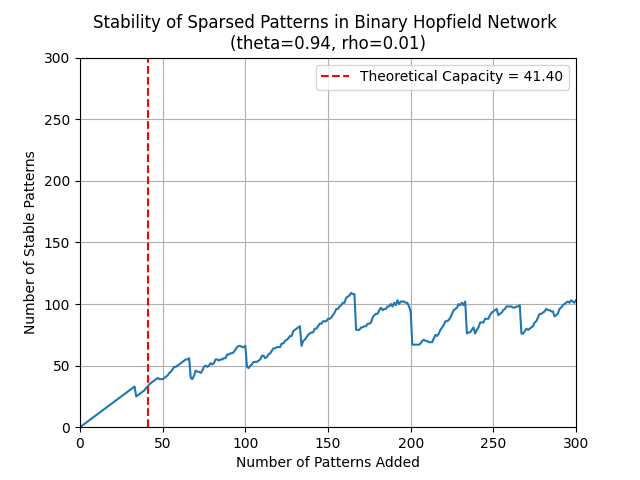 Stability of Sparsed Patterns in Binary Hopfield Network
(theta=0.94, rho=0.01)
Theoretical Capacity = 41.40
Number of Stable Patterns
300
250
200
150
100
50
0
0 50 100 150 200 250 300
Number of Patterns Added